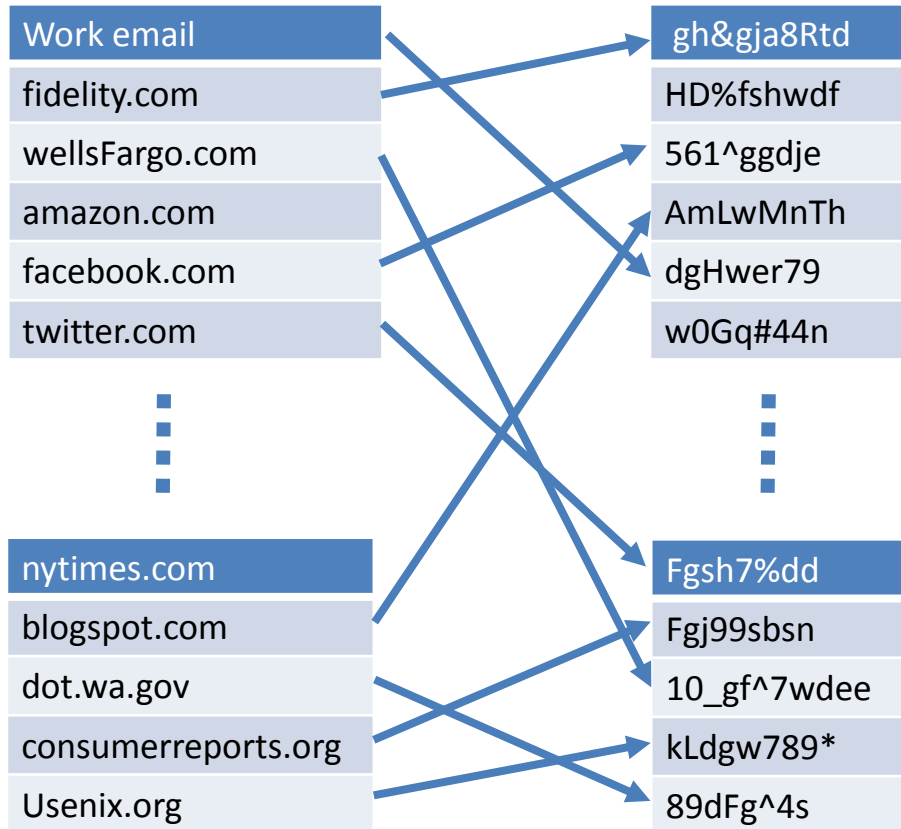 Work email
fidelity.com
wellsFargo.com
amazon.com
facebook.com
twitter.com
nytimes.com
blogspot.com
dot.wa.gov
consumerreports.org
Usenix.org
gh&gja8Rtd
HD%fshwdf
561^ggdje
AmLwMnTh
dgHwer79
w0Gq#44n
Fgsh7%dd
Fgj99sbsn
10_gf^7wdee
kLdgw789*
89dFg^4s